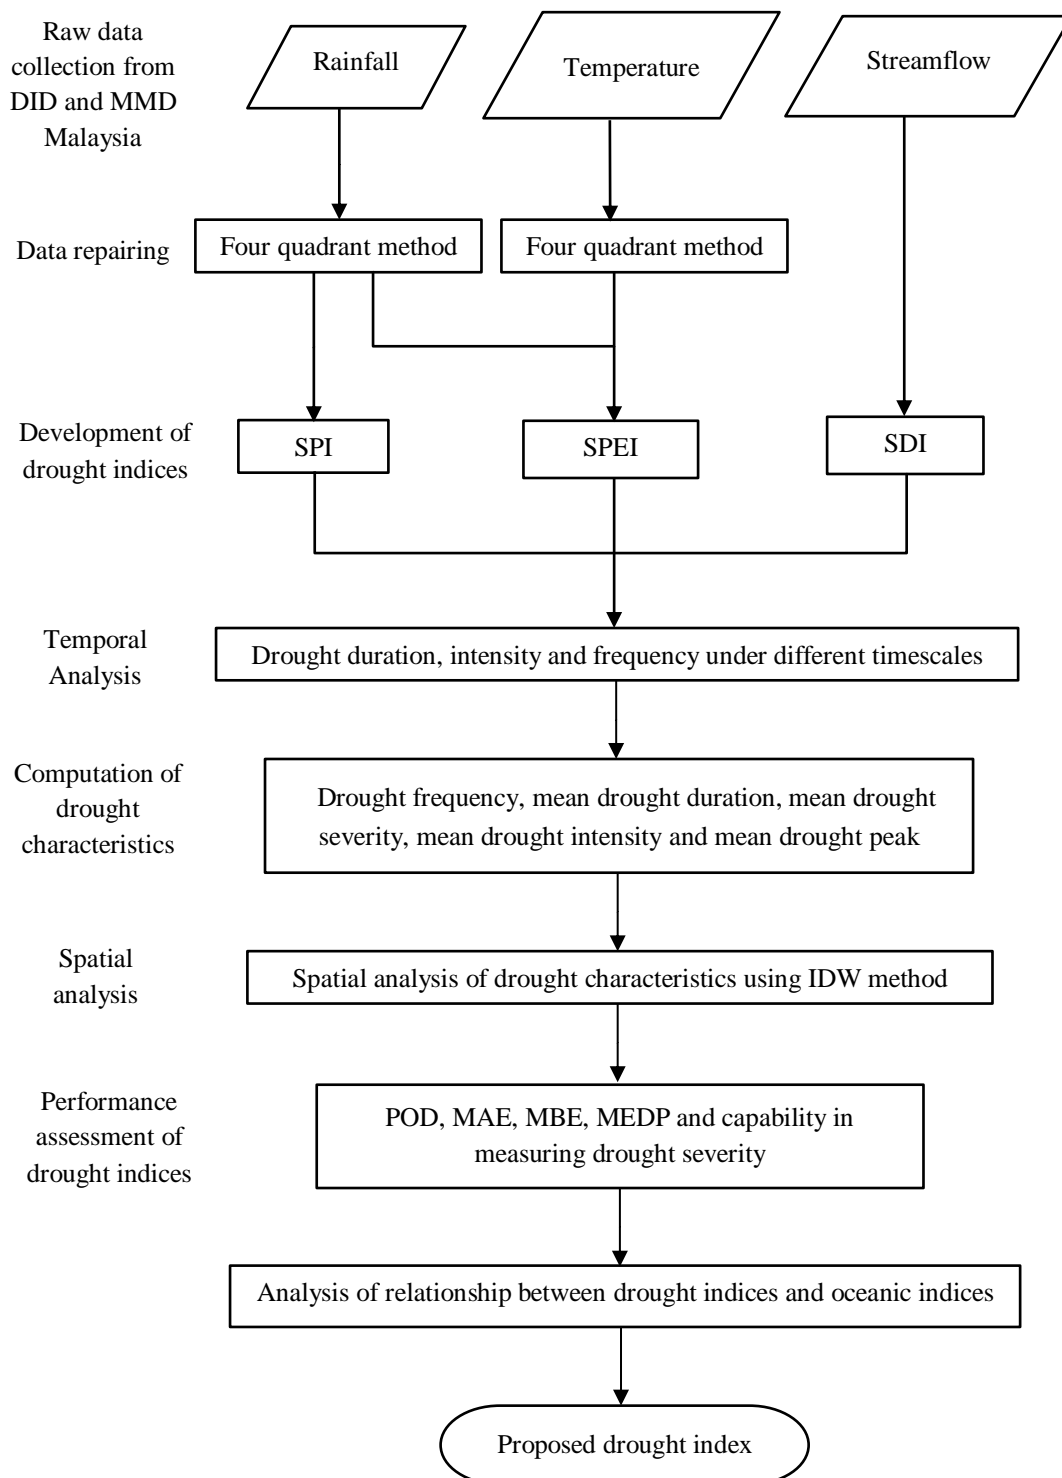 Raw data
collection from
DID and MMD
Malaysia
Rainfall
Temperature
Streamflow
Data repairing
Four quadrant method
Four quadrant method
Development of
drought indices
SPI
SPEI
SDI
Temporal
Analysis
Drought duration, intensity and frequency under different timescales
Computation of
drought
characteristics
Drought frequency, mean drought duration, mean drought
severity, mean drought intensity and mean drought peak
Spatial
analysis
Spatial analysis of drought characteristics using IDW method
Performance
assessment of
drought indices
POD, MAE, MBE, MEDP and capability in
measuring drought severity
Analysis of relationship between drought indices and oceanic indices
Proposed drought index